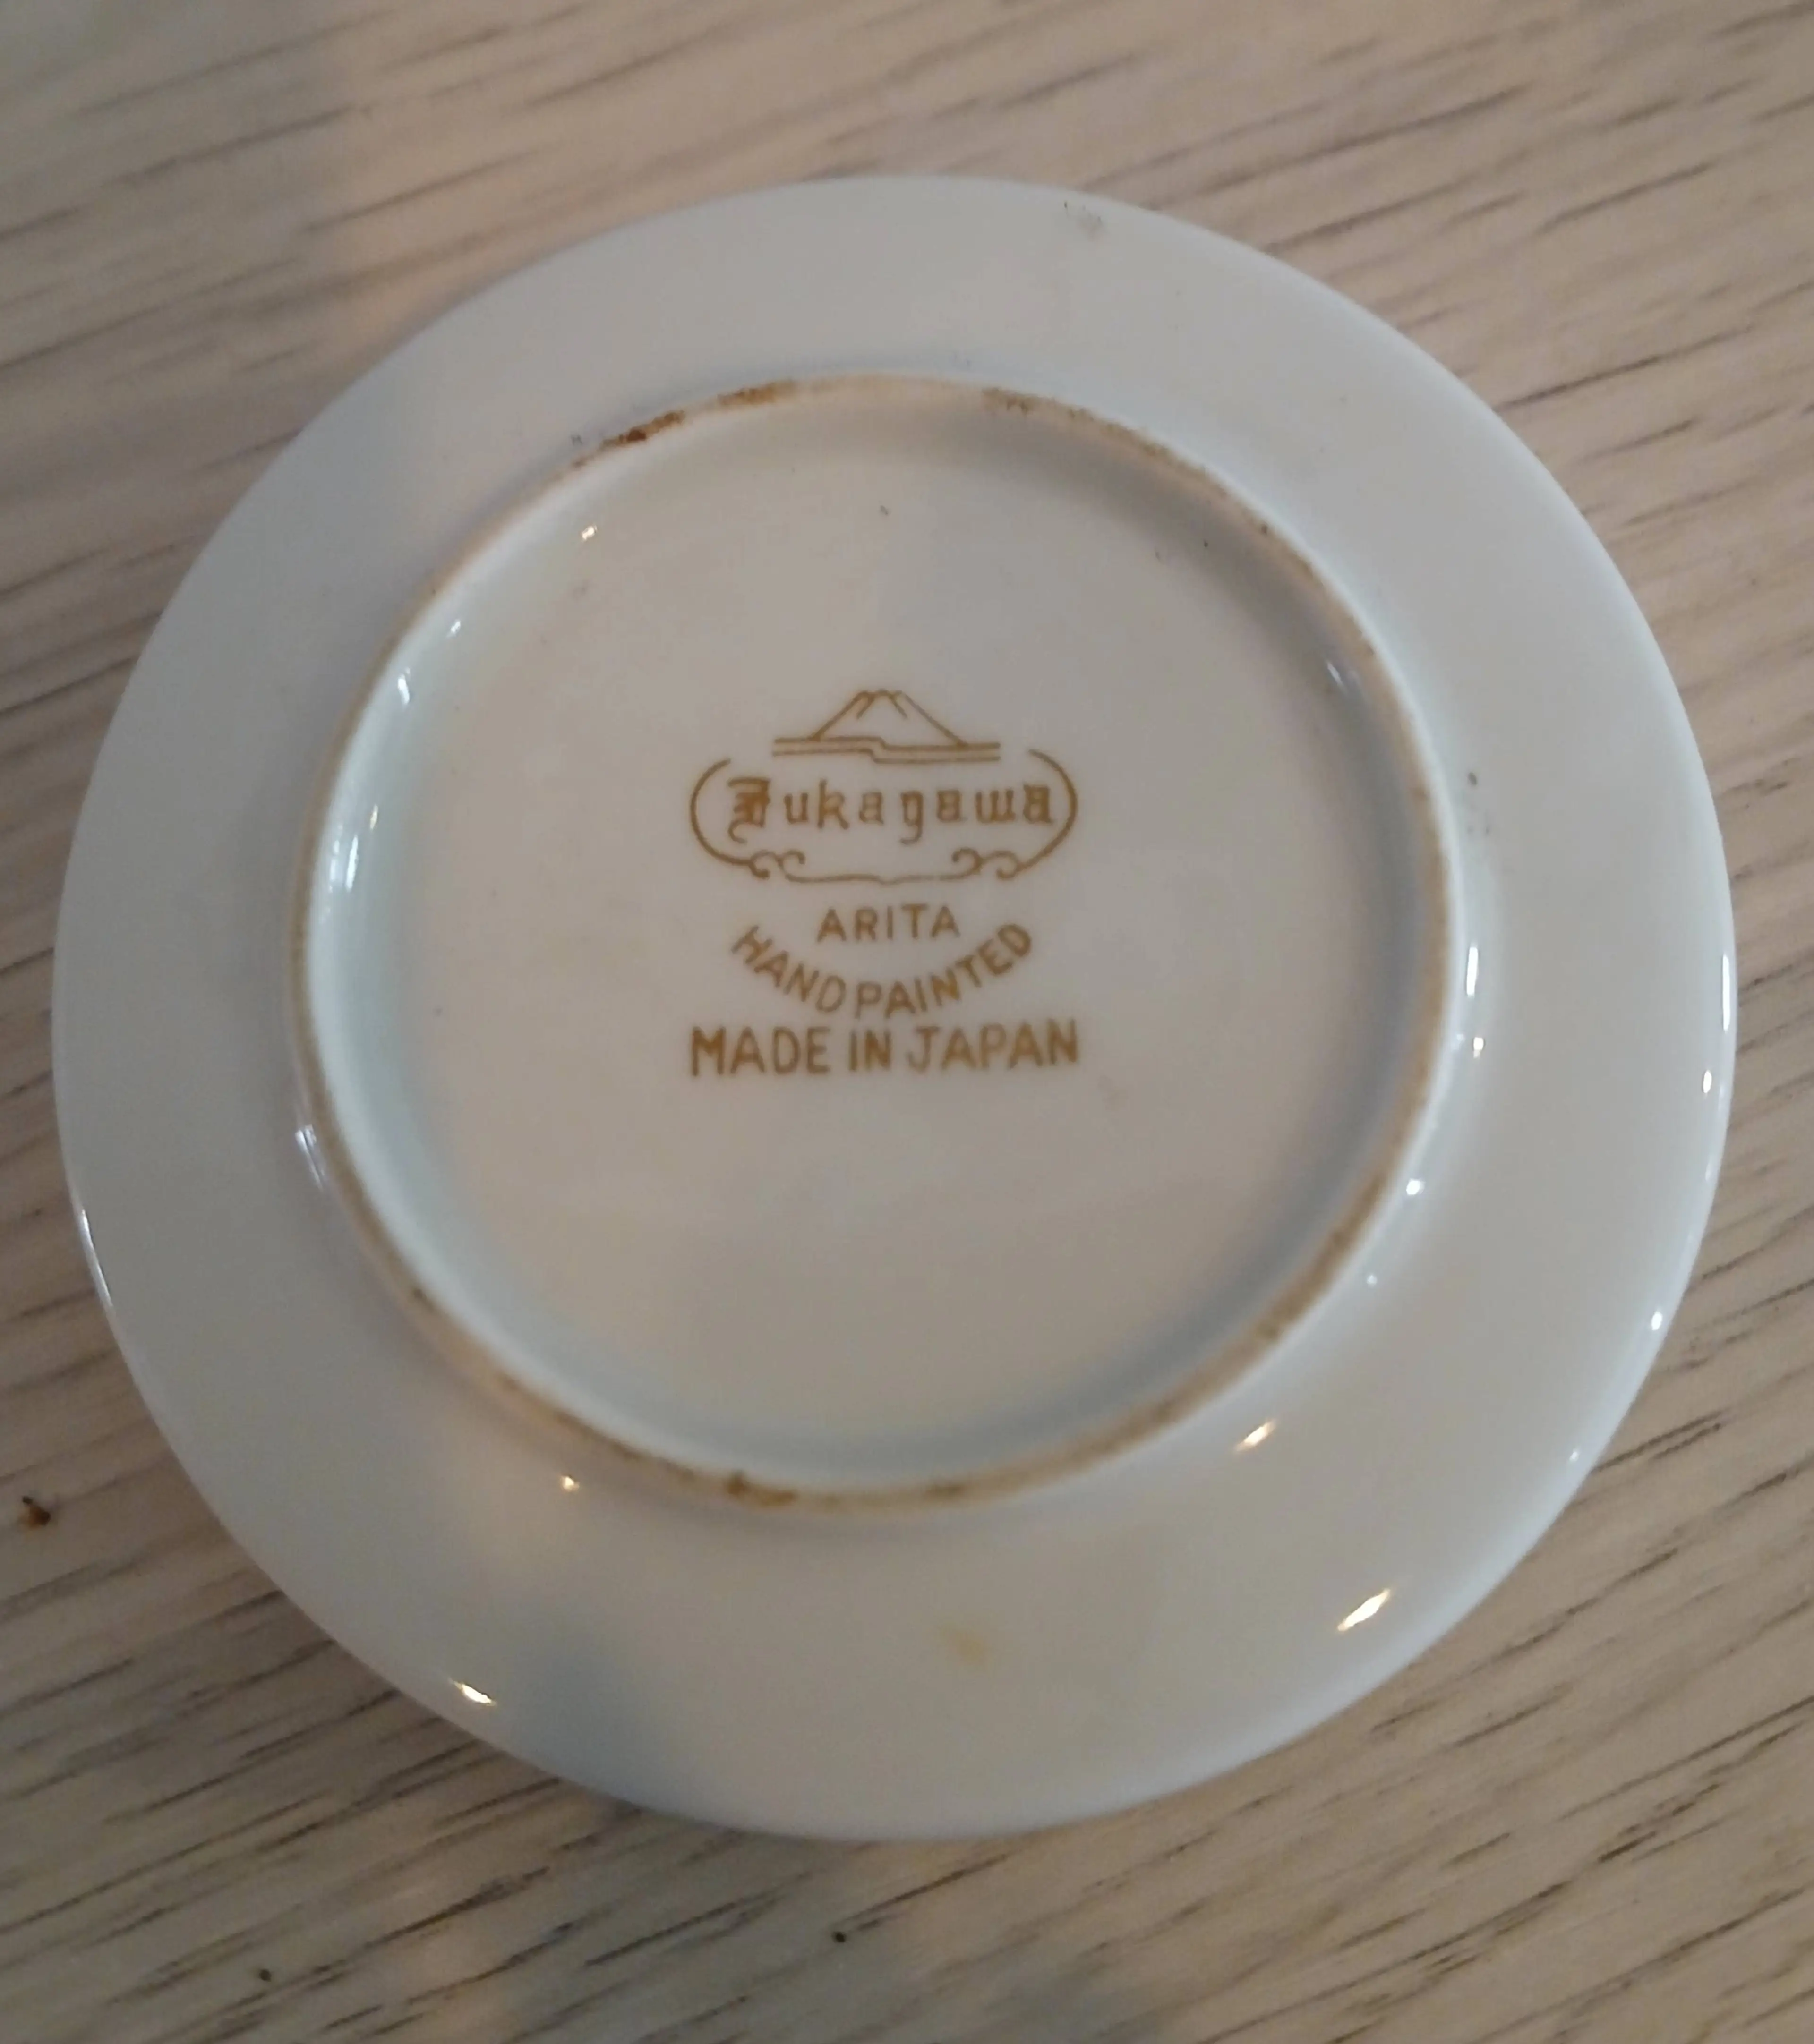 Fukagawa
ARITA
HAND PAINTED
MADE IN JAPAN